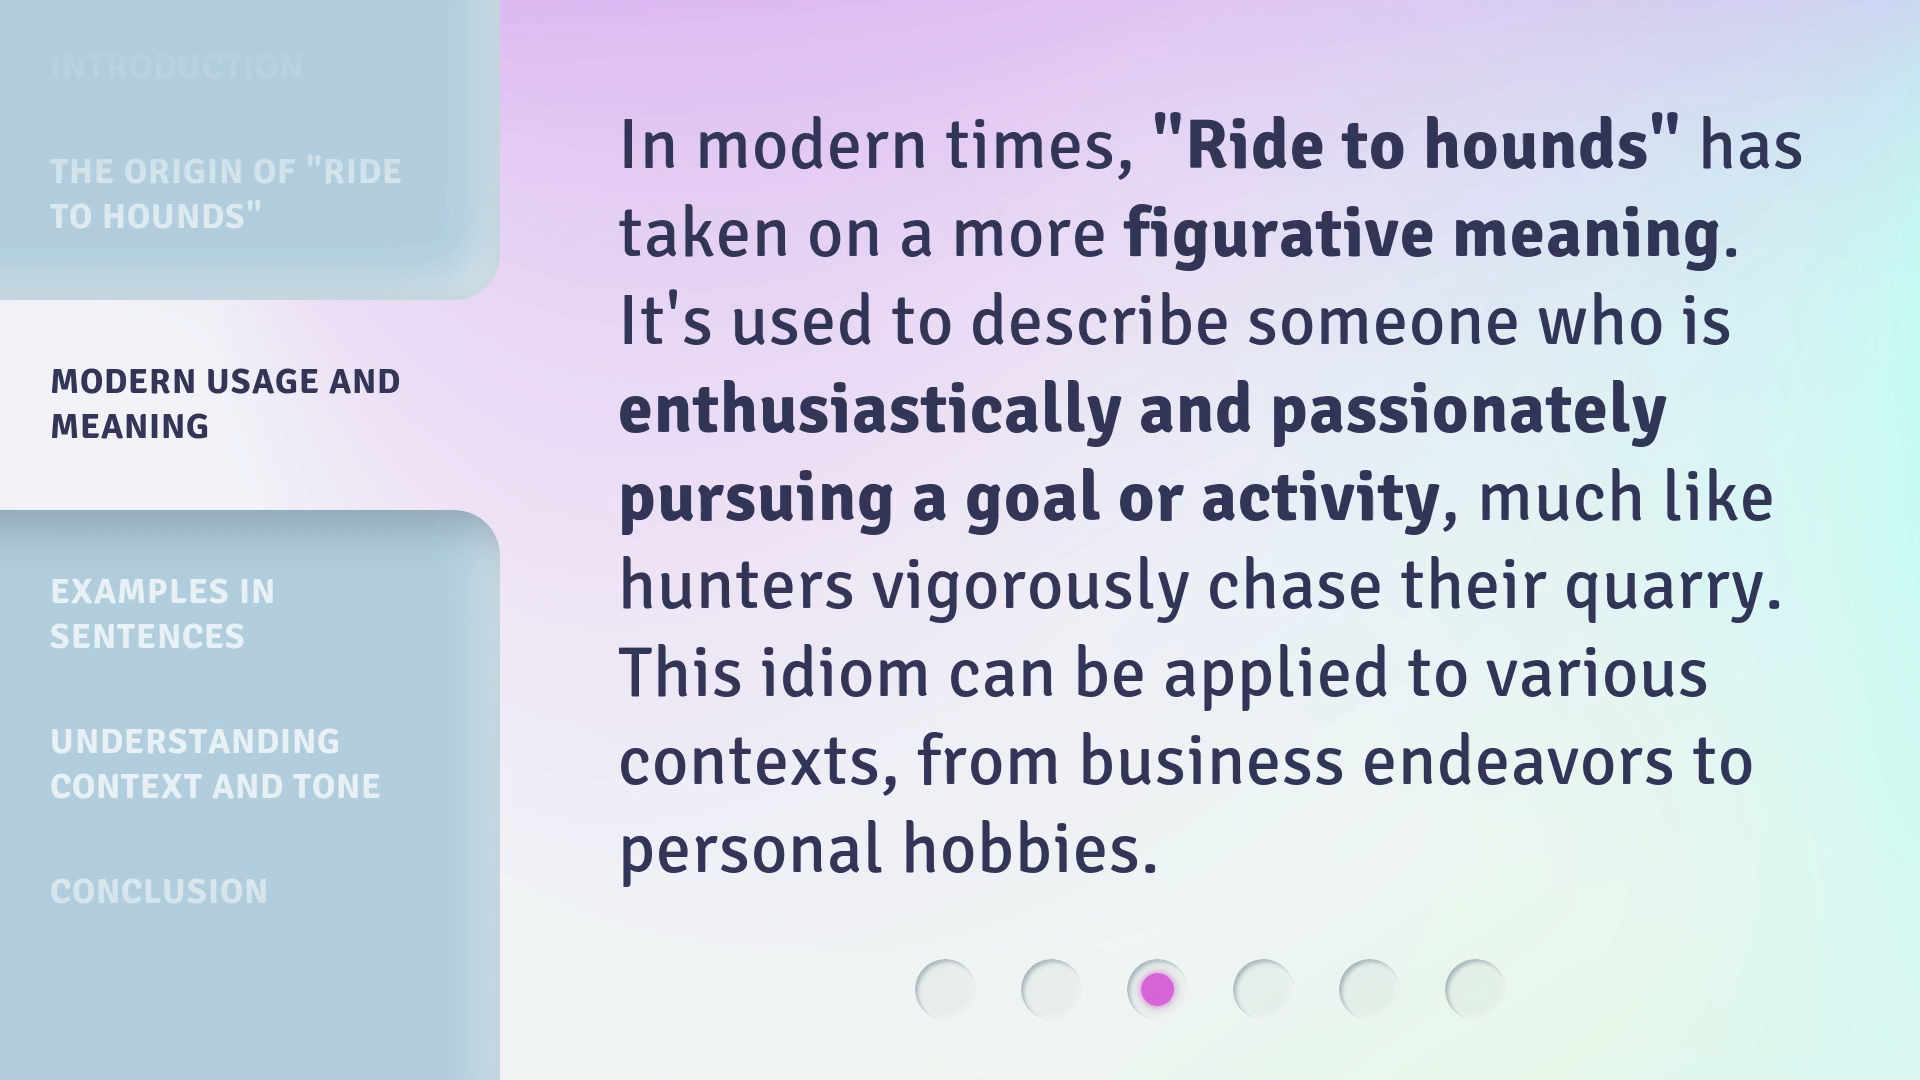 INTRODUCTION
THE ORIGIN OF "RIDE
TO HOUNDS"
MODERN USAGE AND
MEANING
EXAMPLES IN
SENTENCES
UNDERSTANDING
CONTEXT AND TONE
CONCLUSION
In modern times, "Ride to hounds" has
taken on a more figurative meaning.
It's used to describe someone who is
enthusiastically and passionately
pursuing a goal or activity, much like
hunters vigorously chase their quarry.
This idiom can be applied to various
contexts, from business endeavors to
personal hobbies.